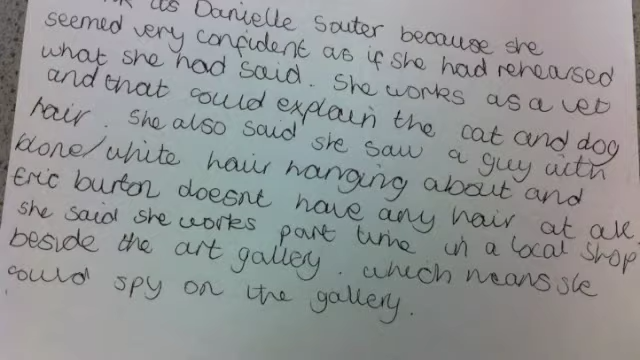 its Danielle Souter because she
seemed very confident as if she had rehearsed
what she had said. She works as a vet
and that could explain the cat and dog
hair. She also said she saw a guy with
blone/white hair hanging about and
Eric burton doesnt have any hair at all.
she said she works part time in a local shop
beside the art gallery. which means she
could spy on the gallery.